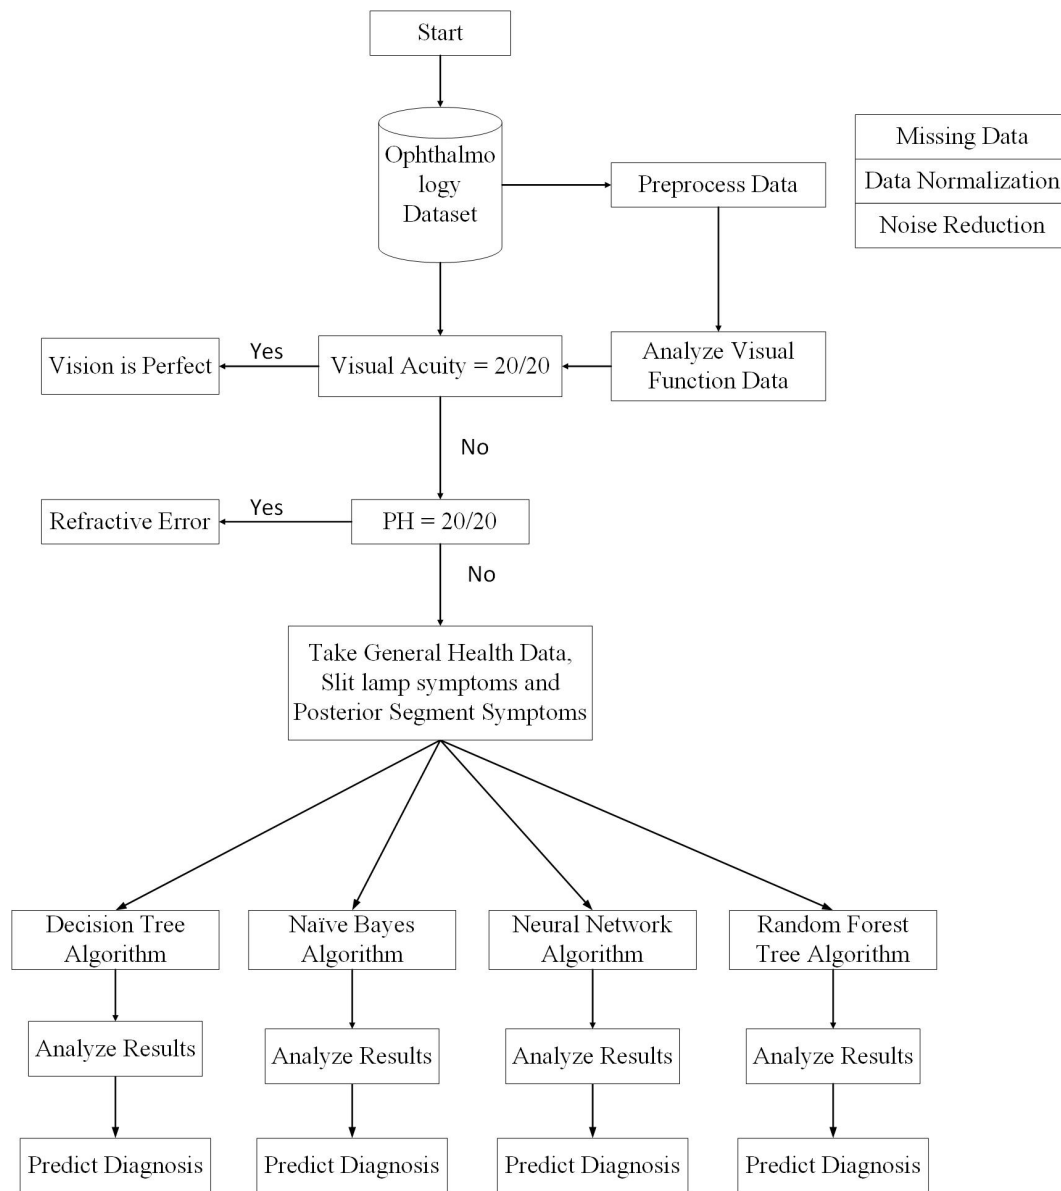 Start
Ophthalmo
logy
Dataset
Preprocess Data
Missing Data
Data Normalization
Noise Reduction
Vision is Perfect
Yes
Visual Acuity = 20/20
Analyze Visual
Function Data
No
Refractive Error
Yes
PH = 20/20
No
Take General Health Data,
Slit lamp symptoms and
Posterior Segment Symptoms
Decision Tree
Algorithm
Naïve Bayes
Algorithm
Neural Network
Algorithm
Random Forest
Tree Algorithm
Analyze Results
Analyze Results
Analyze Results
Analyze Results
Predict Diagnosis
Predict Diagnosis
Predict Diagnosis
Predict Diagnosis